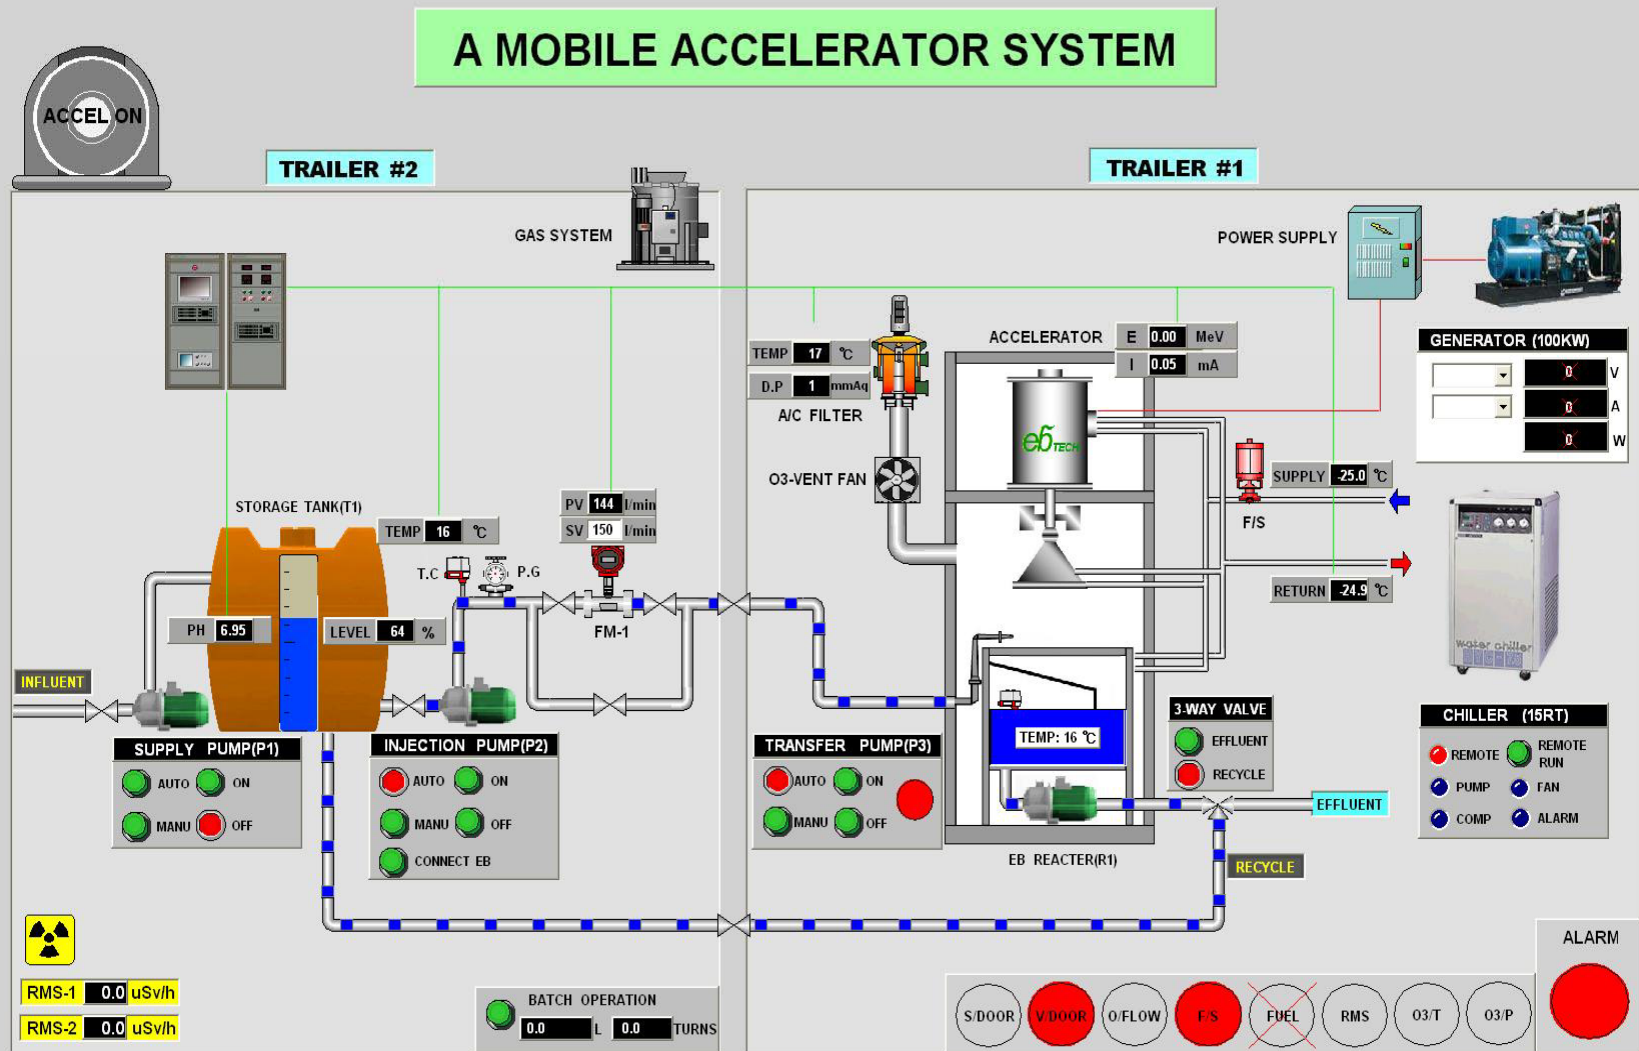 A MOBILE ACCELERATOR SYSTEM
ACCEL ON
TRAILER #2
TRAILER #1
GAS SYSTEM
POWER SUPPLY
ACCELERATOR
E 0.00 MeV
I 0.05 mA
TEMP 17 ℃
D.P 1 mmAq
A/C FILTER
GENERATOR (100KW)
0 V
0 A
0 W
ebTECH
O3-VENT FAN
SUPPLY -25.0 ℃
F/S
RETURN -24.9 ℃
STORAGE TANK(T1)
TEMP 16 ℃
PV 144 l/min
SV 150 l/min
T.C
P.G
FM-1
PH 6.95
LEVEL 64 %
INFLUENT
water chiller
SUPPLY PUMP(P1)
AUTO ON
MANU OFF
INJECTION PUMP(P2)
AUTO ON
MANU OFF
CONNECT EB
TRANSFER PUMP(P3)
AUTO ON
MANU OFF
TEMP: 16 ℃
3-WAY VALVE
EFFLUENT
RECYCLE
EFFLUENT
CHILLER (15RT)
REMOTE REMOTE RUN
PUMP FAN
COMP ALARM
EB REACTER(R1)
RECYCLE
RMS-1 0.0 uSv/h
RMS-2 0.0 uSv/h
BATCH OPERATION
0.0 L 0.0 TURNS
S/DOOR V/DOOR O/FLOW F/S FUEL RMS O3/T O3/P
ALARM